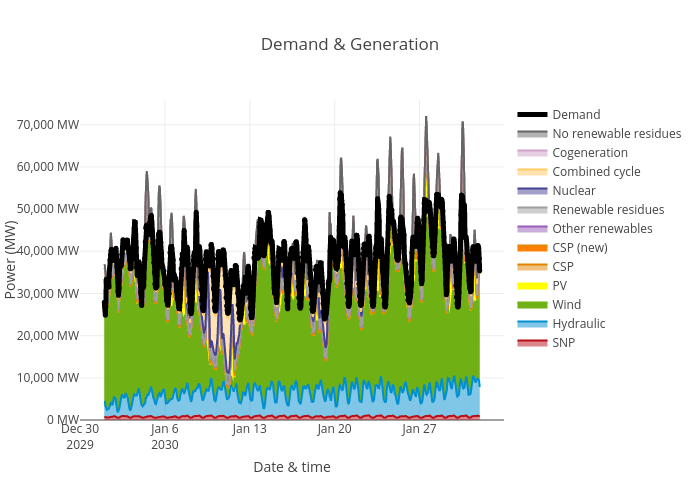 Demand & Generation
70,000 MW
60,000 MW
50,000 MW
40,000 MW
30,000 MW
20,000 MW
10,000 MW
0 MW
Power (MW)
Dec 30
2029
Jan 6
2030
Jan 13
Jan 20
Jan 27
Date & time
Demand
No renewable residues
Cogeneration
Combined cycle
Nuclear
Renewable residues
Other renewables
CSP (new)
CSP
PV
Wind
Hydraulic
SNP